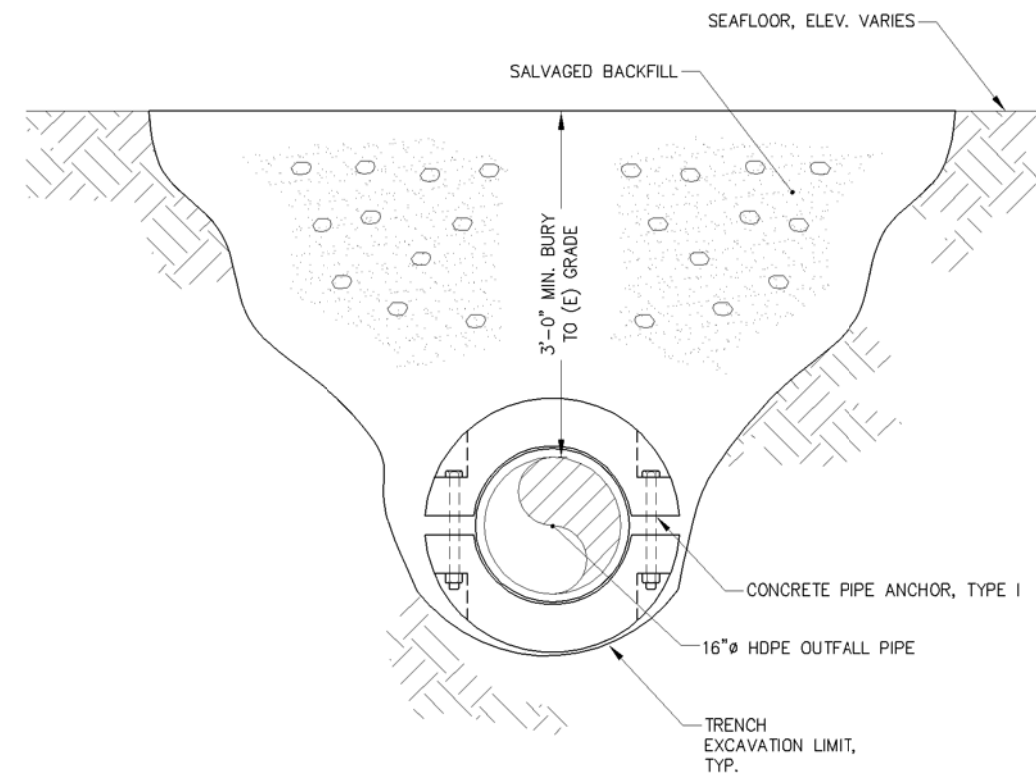 SEAFLOOR, ELEV. VARIES
SALVAGED BACKFILL
3'-0" MIN. BURY
TO (E) GRADE
CONCRETE PIPE ANCHOR, TYPE I
16"ø HDPE OUTFALL PIPE
TRENCH
EXCAVATION LIMIT,
TYP.